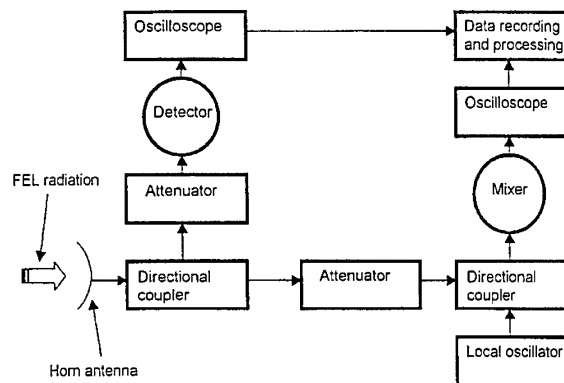 Oscilloscope
Data recording
and processing
Detector
Oscilloscope
FEL radiation
Attenuator
Mixer
Directional
coupler
Attenuator
Directional
coupler
Horn antenna
Local oscillator